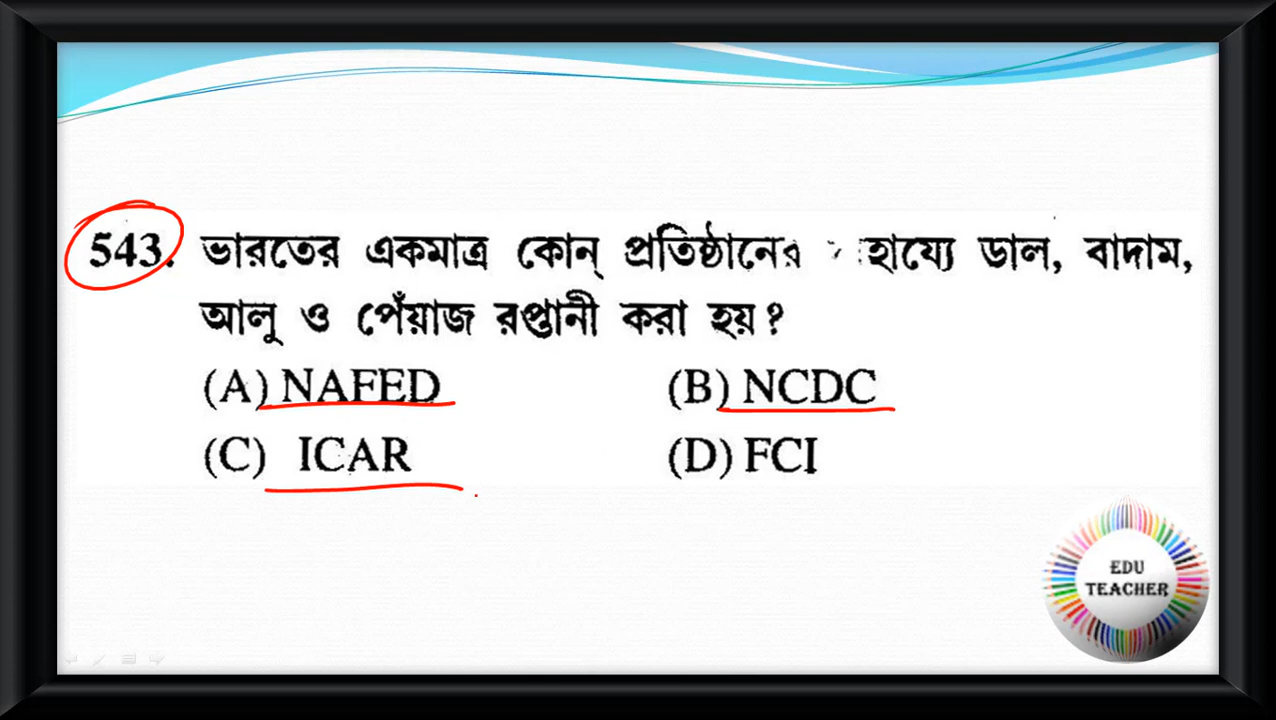 543. ভারতের একমাত্র কোন্ প্রতিষ্ঠানের হায্যে ডাল, বাদাম,
আলু ও পেঁয়াজ রপ্তানী করা হয়?
(A) NAFED (B) NCDC
(C) ICAR (D) FCI
EDU
TEACHER